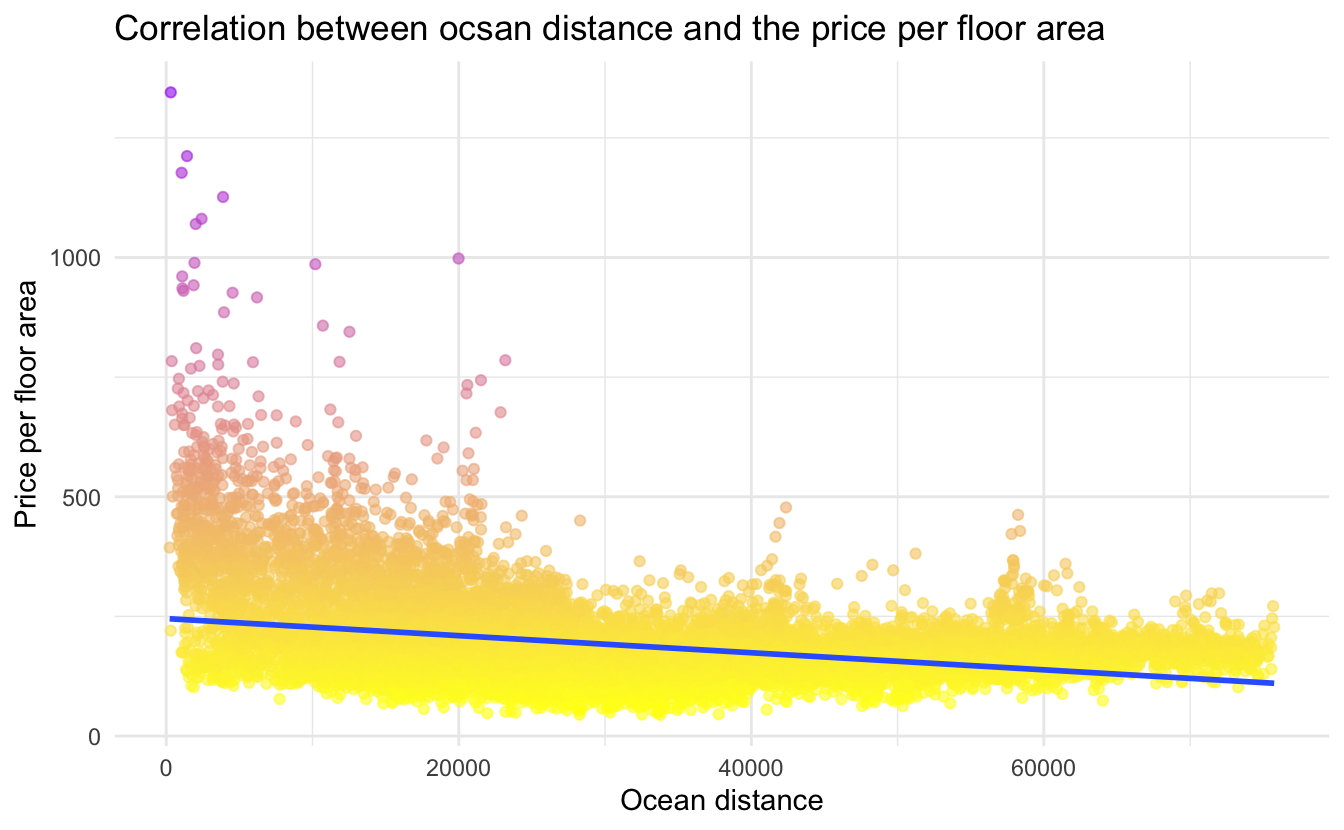 Correlation between ocsan distance and the price per floor area
Price per floor area
1000
500
0
0
20000
40000
60000
Ocean distance